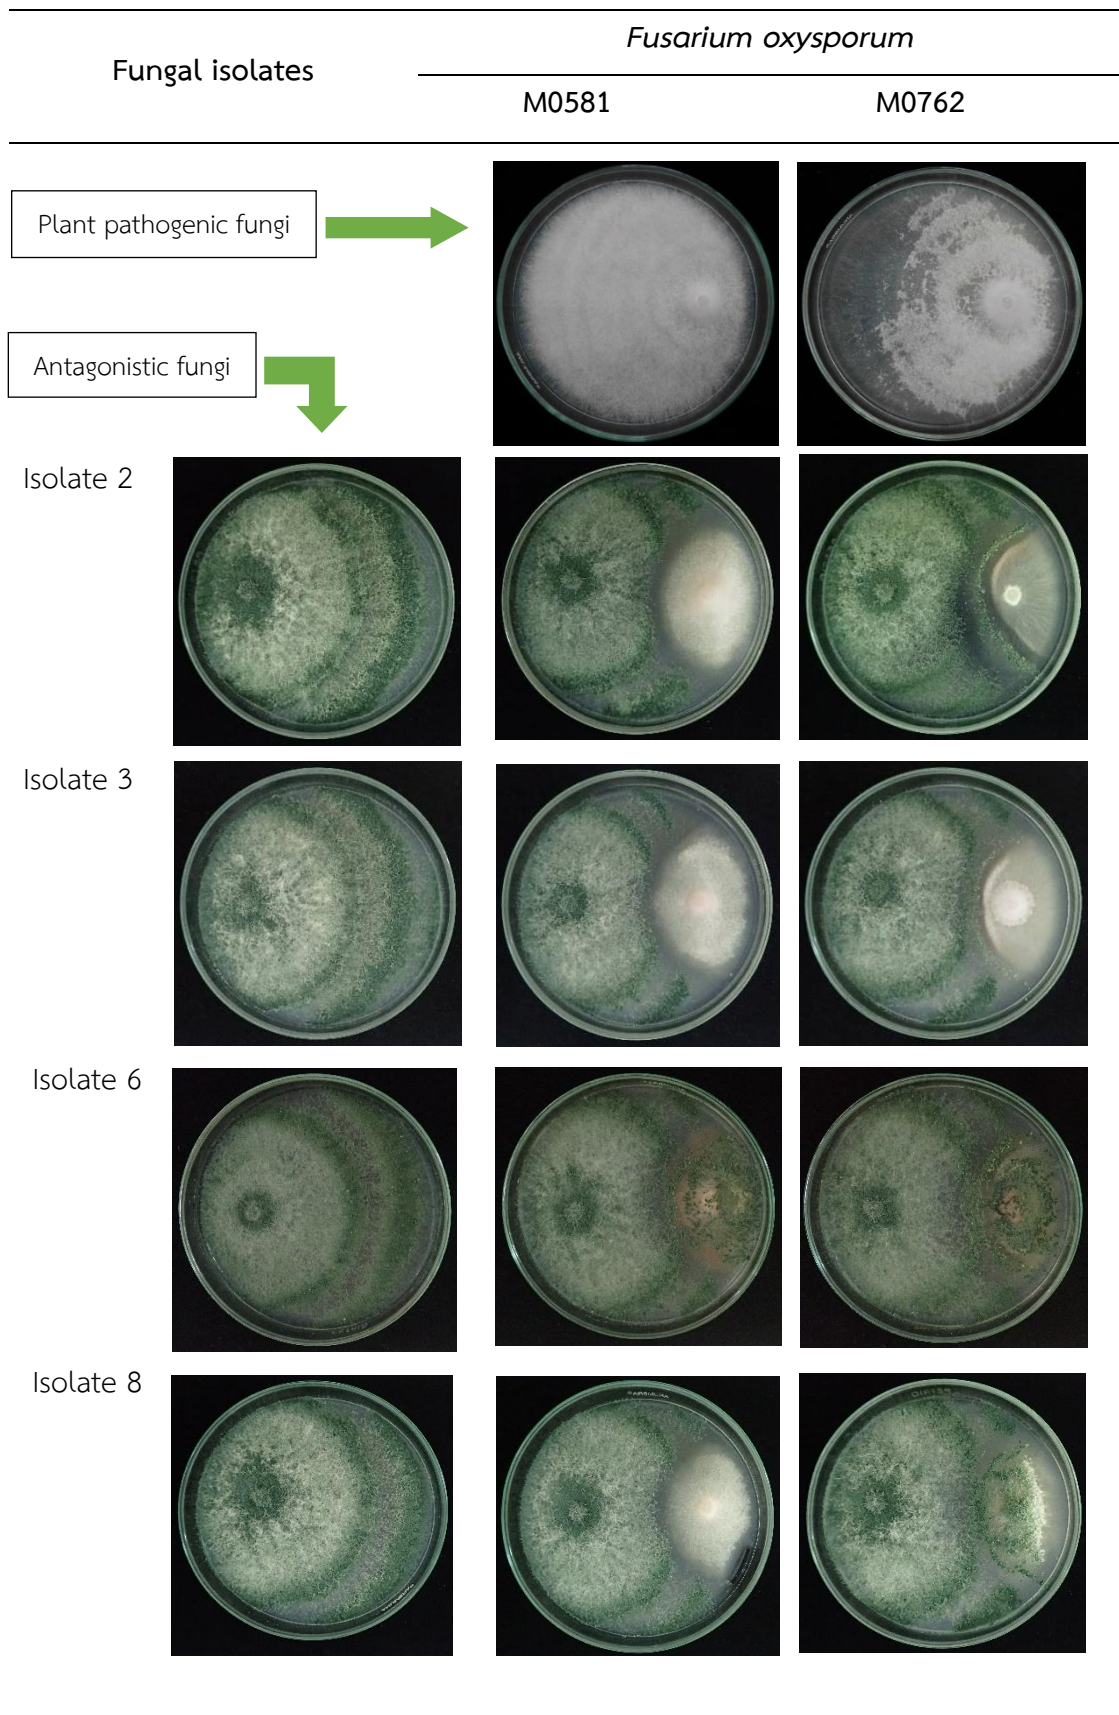 Fusarium oxysporum
Fungal isolates
M0581 M0762
Plant pathogenic fungi
Antagonistic fungi
Isolate 2
Isolate 3
Isolate 6
Isolate 8